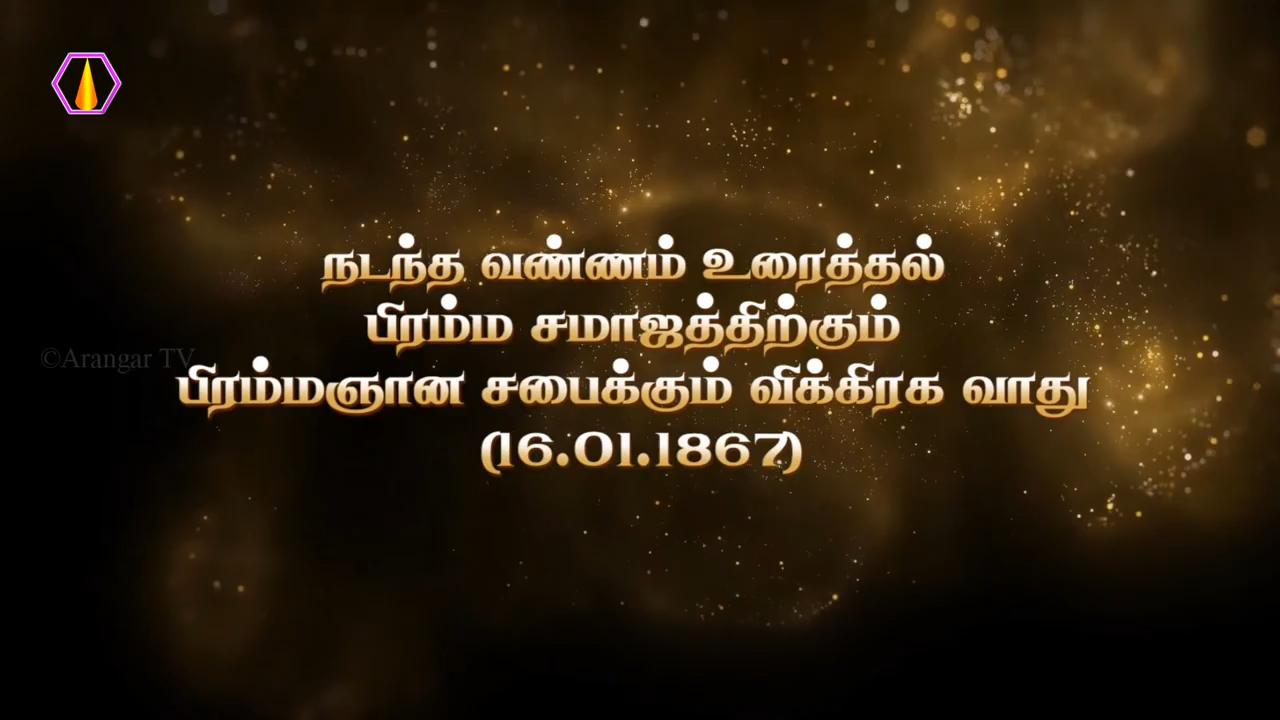 நடந்த வண்ணம் உரைத்தல்
பிரம்ம சமாஜத்திற்கும்
©Arangar TV
பிரம்மஞான சபைக்கும் விக்கிரக வாது
(16.01.1867)